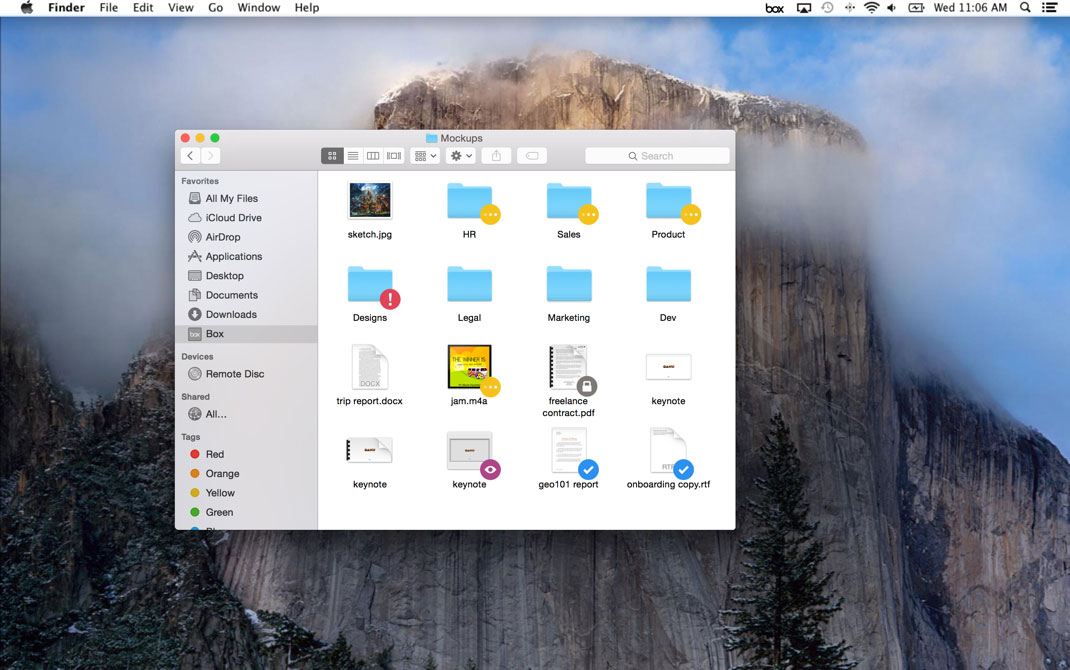 Finder File Edit View Go Window Help box Wed 11:06 AM
Mockups
Search
Favorites
All My Files
iCloud Drive
AirDrop
Applications
Desktop
Documents
Downloads
box Box
Devices
Remote Disc
Shared
All...
Tags
Red
Orange
Yellow
Green
sketch.jpg HR Sales Product
Designs Legal Marketing Dev
DOCX THE WINNER IS
trip report.docx jam.m4a freelance contract.pdf keynote
RTF
keynote keynote geo101 report onboarding copy.rtf